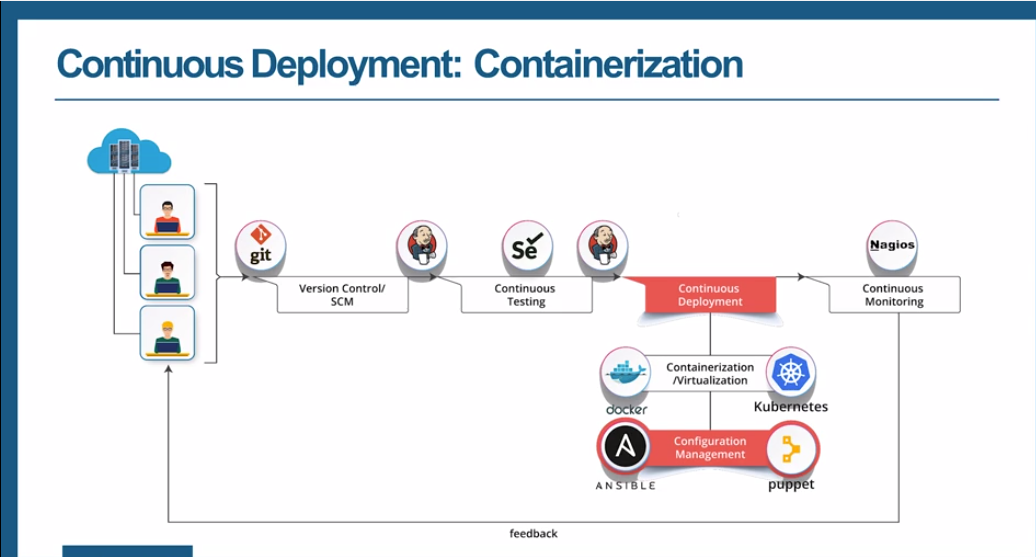 Continuous Deployment: Containerization
git
Version Control/
SCM
Se
Continuous
Testing
Continuous
Deployment
Nagios
Continuous
Monitoring
docker
Containerization
/Virtualization
Kubernetes
ANSIBLE
Configuration
Management
puppet
feedback